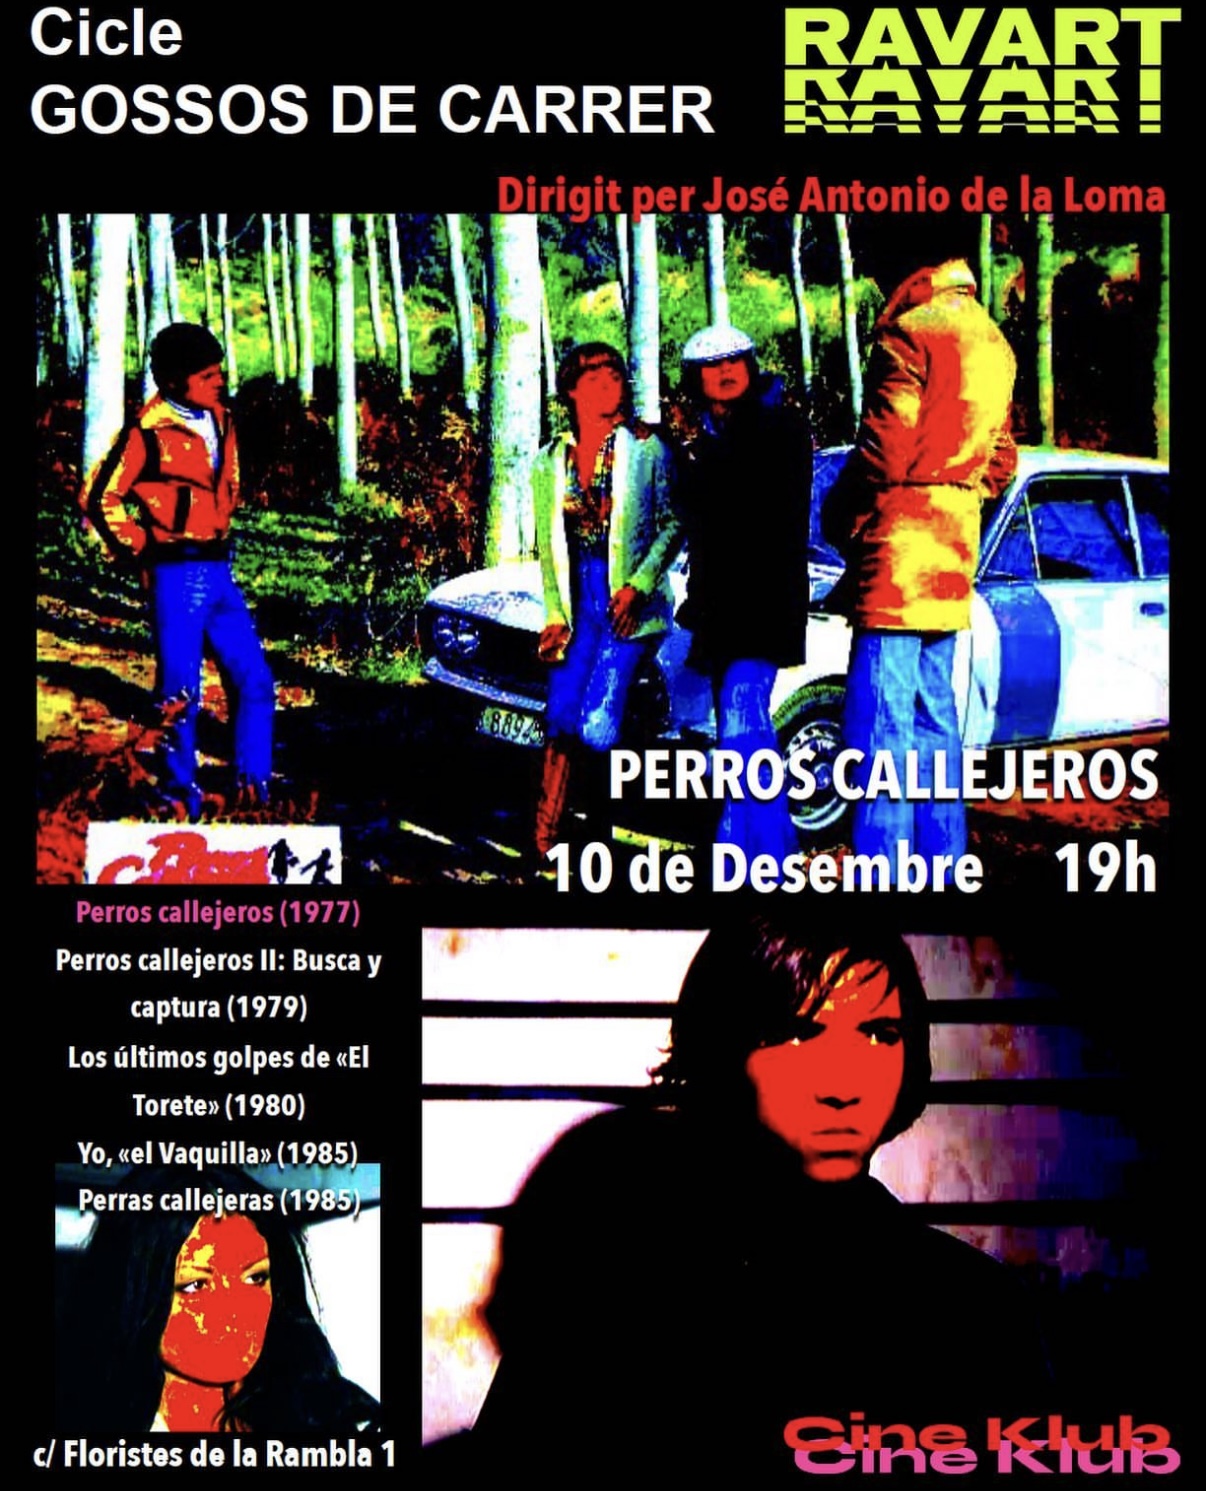 Cicle
GOSSOS DE CARRER
RAVART
Dirigit per José Antonio de la Loma
PERROS CALLEJEROS
10 de Desembre 19h
Perros callejeros (1977)
Perros callejeros II: Busca y
captura (1979)
Los últimos golpes de «El
Torete» (1980)
Yo, «el Vaquilla» (1985)
Perras callejeras (1985)
c/ Floristes de la Rambla 1
Cine Klub
Cine Klub